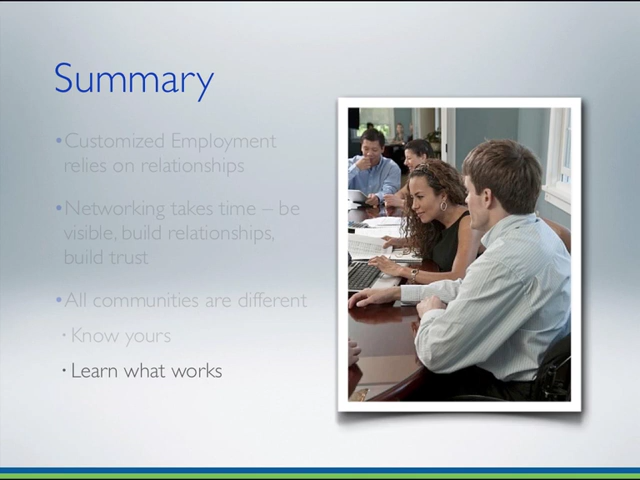 Summary
•Customized Employment
relies on relationships
•Networking takes time – be
visible, build relationships,
build trust
•All communities are different
•Know yours
•Learn what works